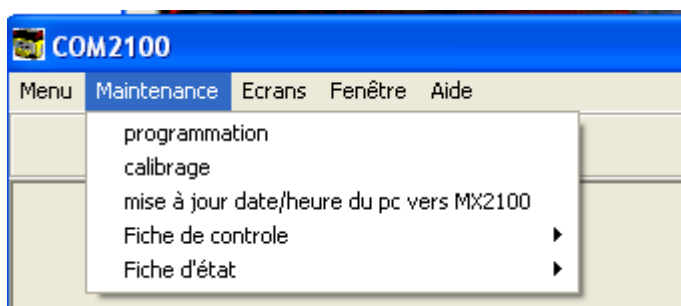 COM2100
Menu Maintenance Ecrans Fenêtre Aide
programmation
calibrage
mise à jour date/heure du pc vers MX2100
Fiche de controle
Fiche d'état